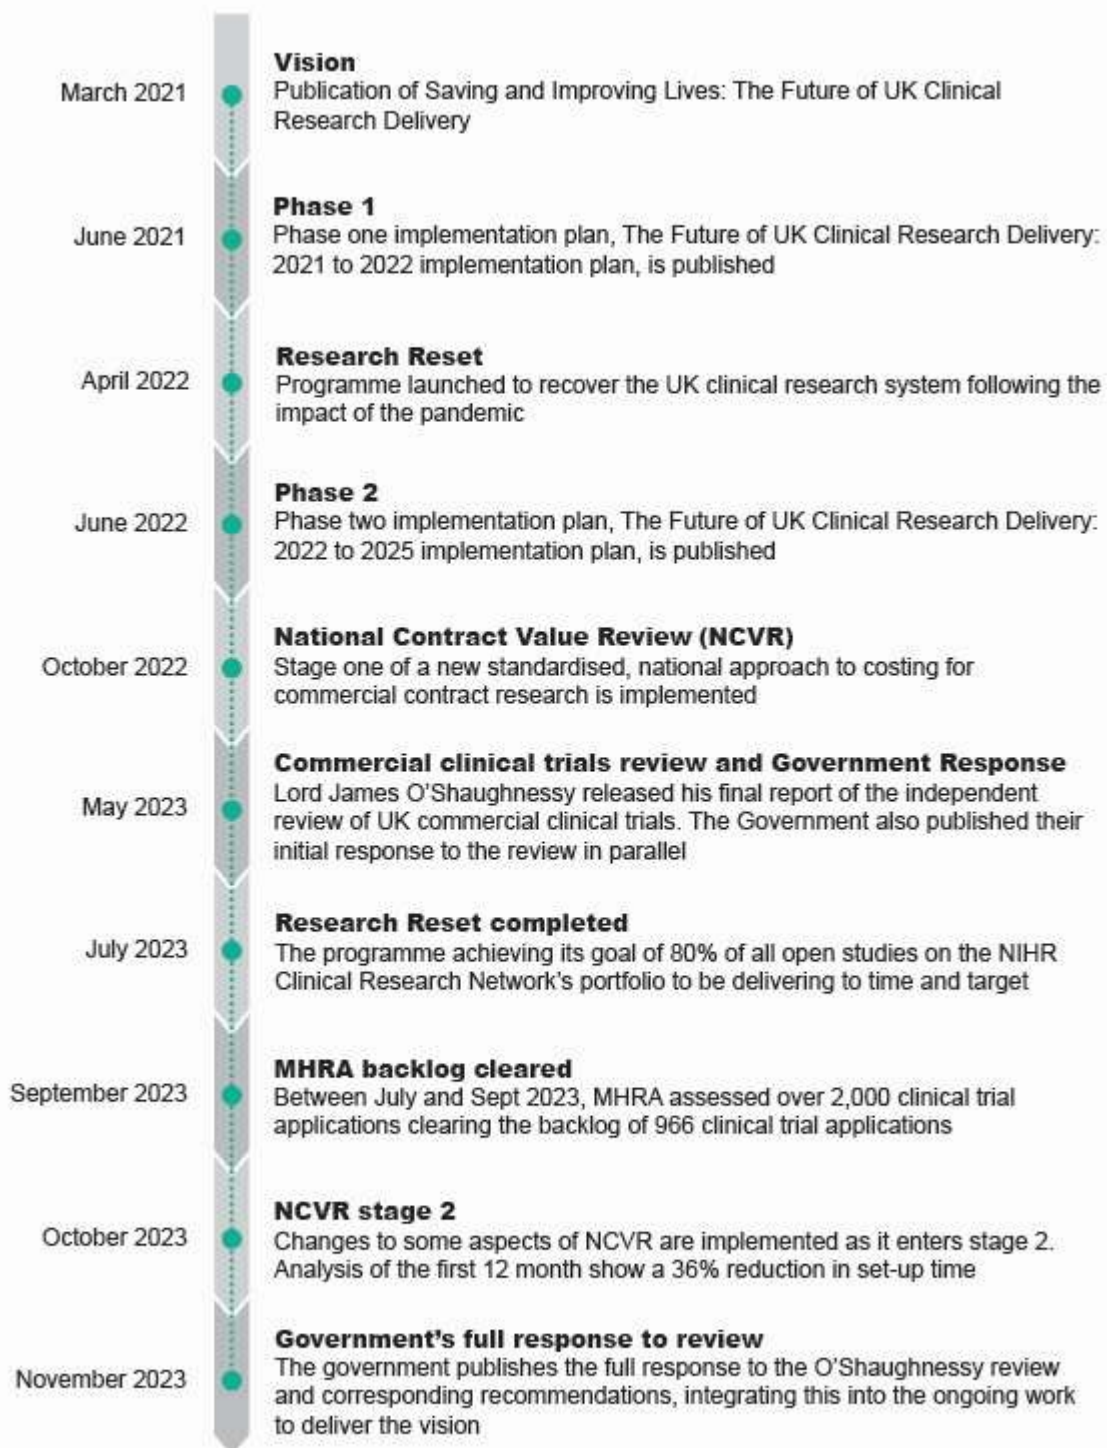 Vision
March 2021
Publication of Saving and Improving Lives: The Future of UK Clinical
Research Delivery
Phase 1
June 2021
Phase one implementation plan, The Future of UK Clinical Research Delivery:
2021 to 2022 implementation plan, is published
Research Reset
April 2022
Programme launched to recover the UK clinical research system following the
impact of the pandemic
Phase 2
June 2022
Phase two implementation plan, The Future of UK Clinical Research Delivery:
2022 to 2025 implementation plan, is published
National Contract Value Review (NCVR)
October 2022
Stage one of a new standardised, national approach to costing for
commercial contract research is implemented
Commercial clinical trials review and Government Response
May 2023
Lord James O'Shaughnessy released his final report of the independent
review of UK commercial clinical trials. The Government also published their
initial response to the review in parallel
Research Reset completed
July 2023
The programme achieving its goal of 80% of all open studies on the NIHR
Clinical Research Network's portfolio to be delivering to time and target
MHRA backlog cleared
September 2023
Between July and Sept 2023, MHRA assessed over 2,000 clinical trial
applications clearing the backlog of 966 clinical trial applications
NCVR stage 2
October 2023
Changes to some aspects of NCVR are implemented as it enters stage 2.
Analysis of the first 12 month show a 36% reduction in set-up time
Government's full response to review
November 2023
The government publishes the full response to the O'Shaughnessy review
and corresponding recommendations, integrating this into the ongoing work
to deliver the vision